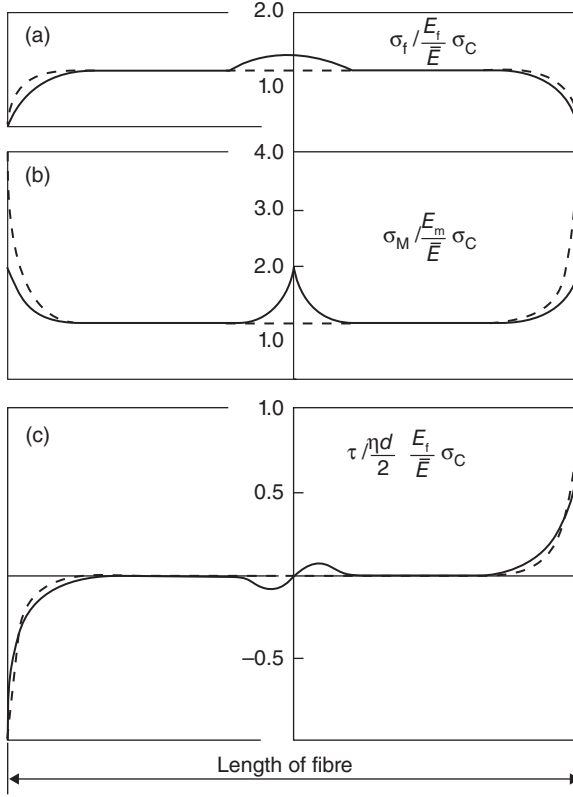 (a)
2.0
σf / Ef/Ē σC
1.0
(b)
4.0
3.0
σM / Em/Ē σC
2.0
1.0
(c)
1.0
τ / ηd/2 Ef/Ē σC
0.5
–0.5
Length of fibre